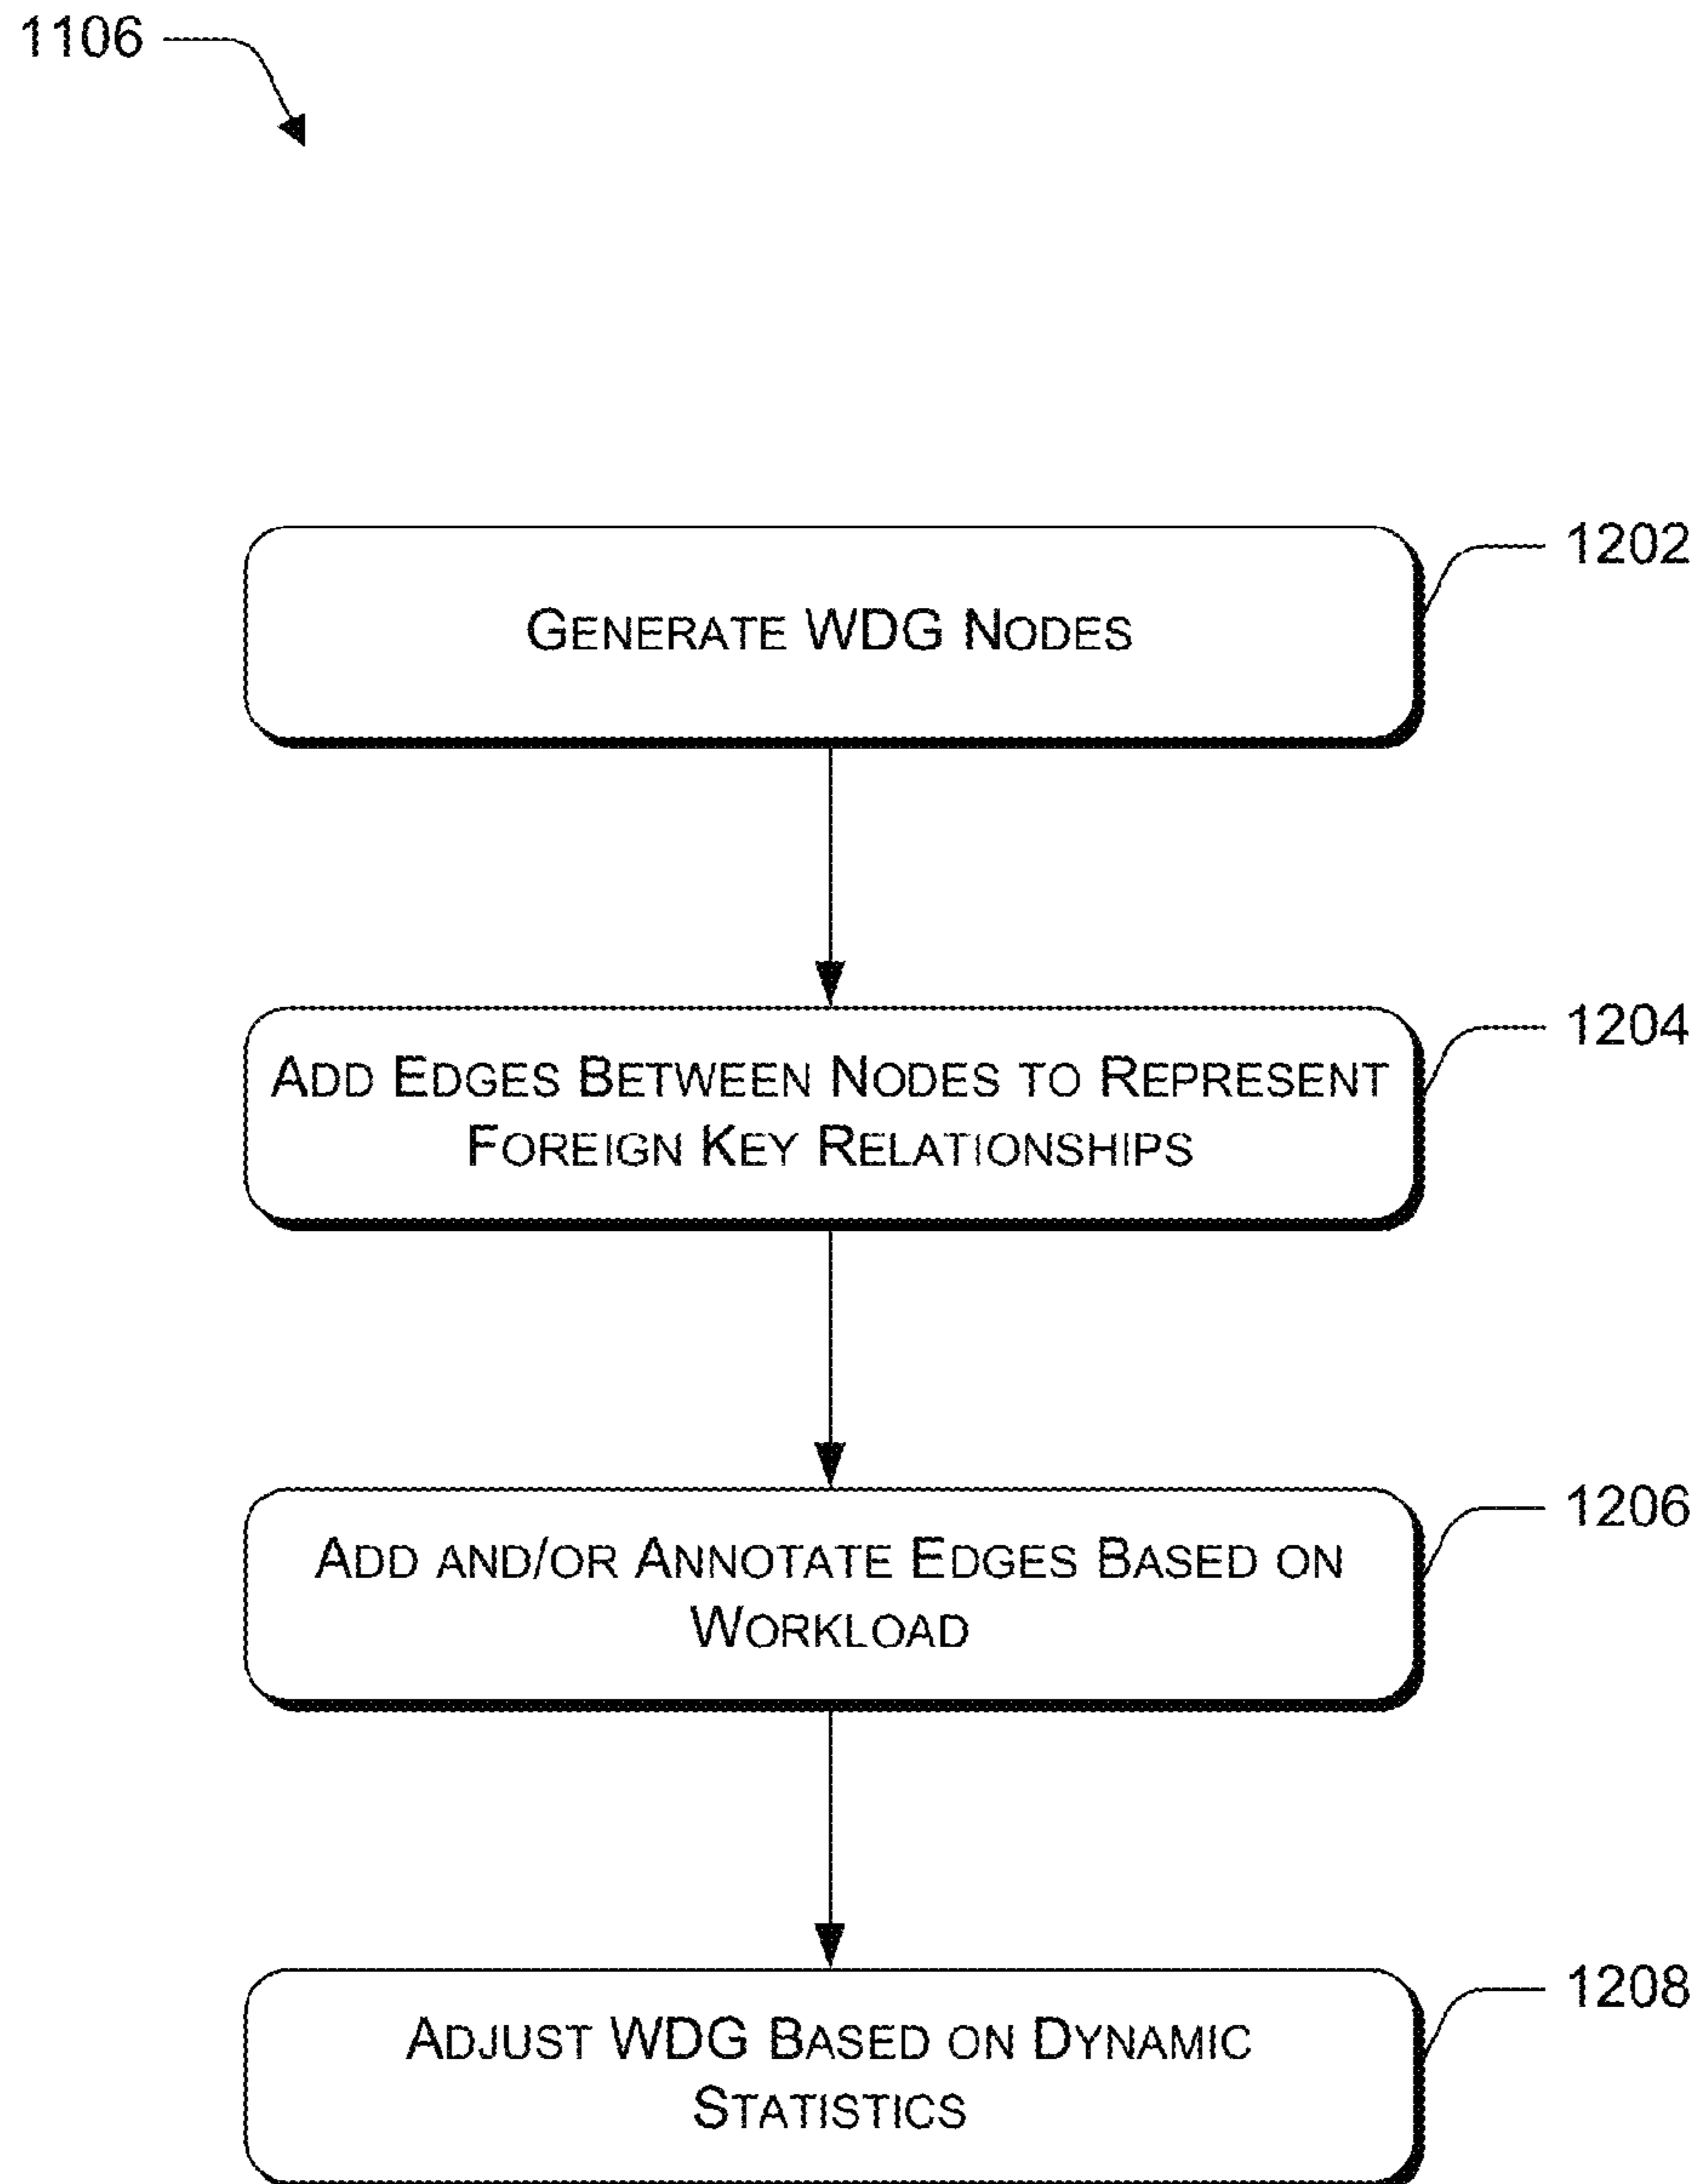 1106
1202
GENERATE WDG NODES
1204
ADD EDGES BETWEEN NODES TO REPRESENT
FOREIGN KEY RELATIONSHIPS
1206
ADD AND/OR ANNOTATE EDGES BASED ON
WORKLOAD
1208
ADJUST WDG BASED ON DYNAMIC
STATISTICS